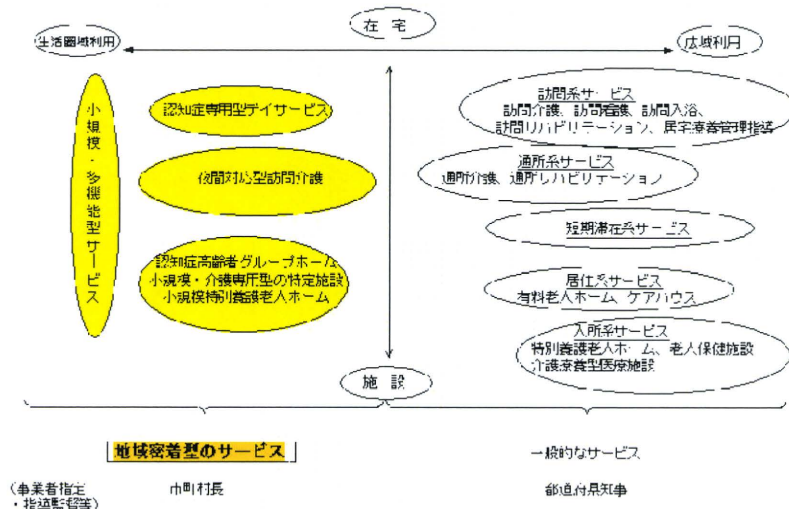 在 宅
生活圏域利用
広域利用
小規模・多機能型サービス
認知症専用型デイサービス
夜間対応型訪問介護
認知症高齢者グループホーム
小規模・介護専用型の特定施設
小規模特別養護老人ホーム
訪問系サービス
訪問介護、訪問看護、訪問入浴、
訪問リハビリテーション、居宅療養管理指導
通所系サービス
通所介護、通所リハビリテーション
短期滞在系サービス
居住系サービス
有料老人ホーム、ケアハウス
入所系サービス
特別養護老人ホーム、老人保健施設
介護療養型医療施設
施 設
地域密着型のサービス
一般的なサービス
(事業者指定
・指導監督等)
市町村長
都道府県知事